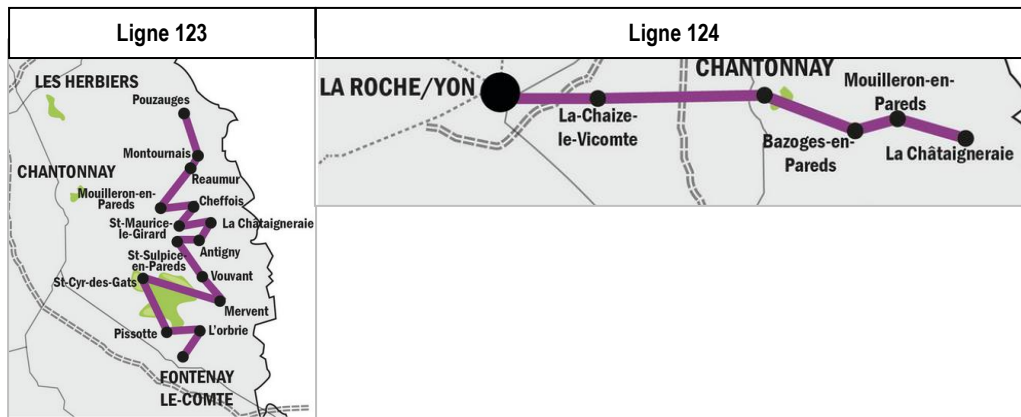 Ligne 123
Ligne 124
LES HERBIERS
Pouzauges
Montournais
CHANTONNAY
Reaumur
Mouilleron-en-
Pareds
Cheffois
St-Maurice-
le-Girard
La Châtaigneraie
Antigny
St-Sulpice-
en-Pareds
Vouvant
St-Cyr-des-Gats
Mervent
Pissotte
L'orbrie
FONTENAY
LE-COMTE
LA ROCHE/YON
La-Chaize-
le-Vicomte
CHANTONNAY
Bazoges-en-
Pareds
Mouilleron-en-
Pareds
La Châtaigneraie